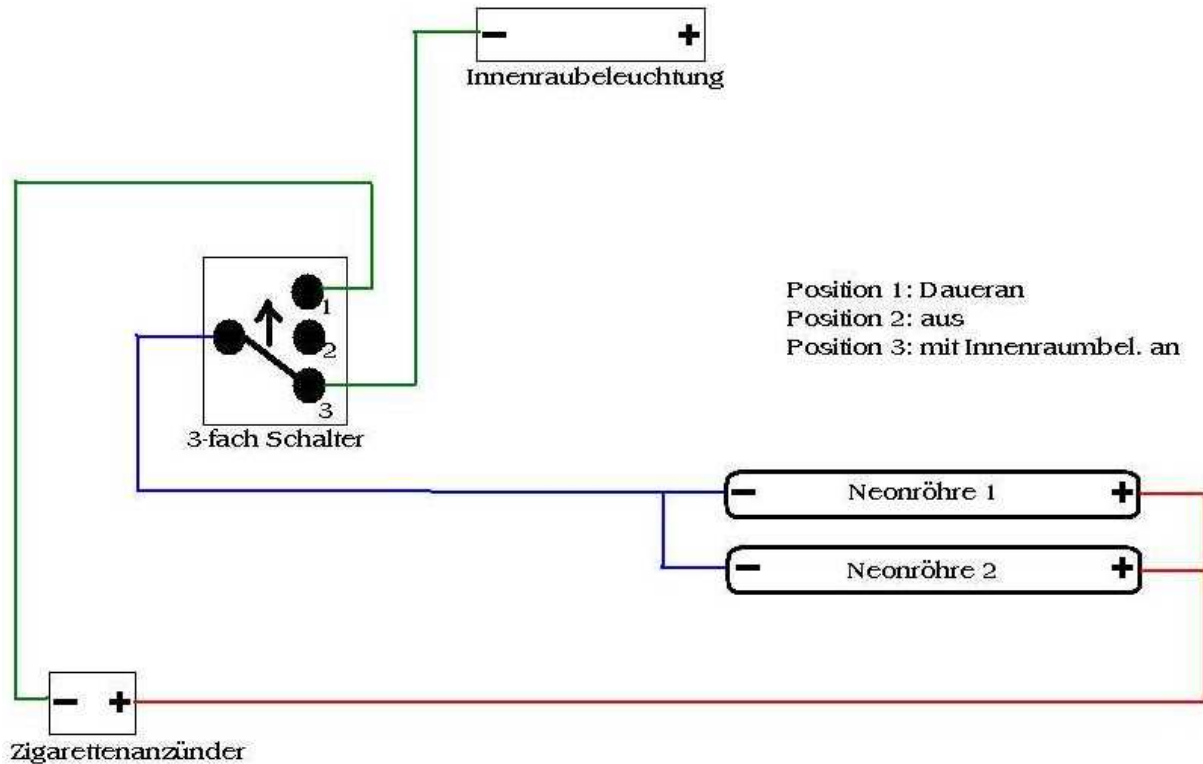 − +
Innenraubeleuchtung
1
2
3
3-fach Schalter
Position 1: Daueran
Position 2: aus
Position 3: mit Innenraumbel. an
− Neonröhre 1 +
− Neonröhre 2 +
− +
Zigarettenanzünder